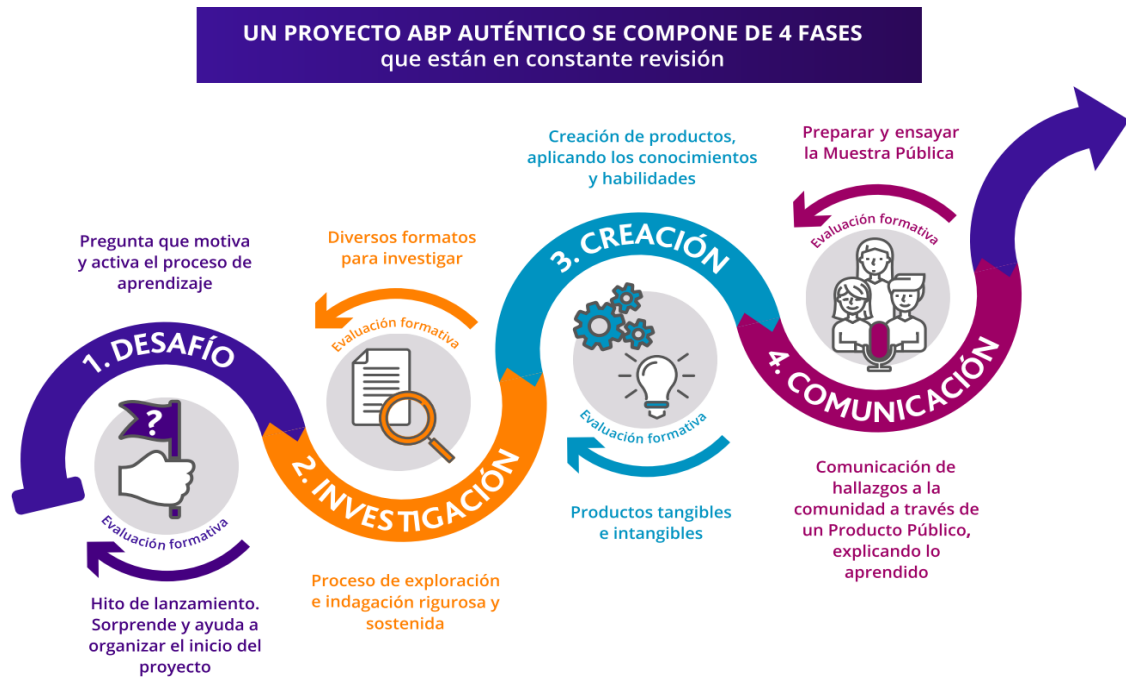 UN PROYECTO ABP AUTÉNTICO SE COMPONE DE 4 FASES
que están en constante revisión
Pregunta que motiva
y activa el proceso de
aprendizaje
1. DESAFÍO
?
Evaluación formativa
Hito de lanzamiento.
Sorprende y ayuda a
organizar el inicio del
proyecto
Diversos formatos
para investigar
Evaluación formativa
2. INVESTIGACIÓN
Proceso de exploración
e indagación rigurosa y
sostenida
Creación de productos,
aplicando los conocimientos
y habilidades
3. CREACIÓN
Evaluación formativa
Productos tangibles
e intangibles
Preparar y ensayar
la Muestra Pública
Evaluación formativa
4. COMUNICACIÓN
Comunicación de
hallazgos a la
comunidad a través de
un Producto Público,
explicando lo
aprendido